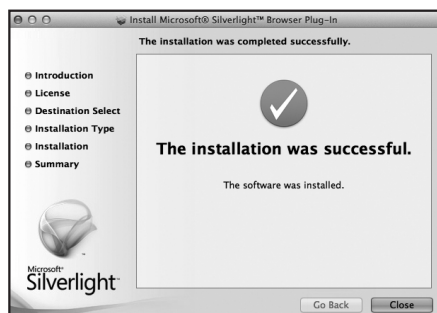 Install Microsoft® Silverlight™ Browser Plug-In
The installation was completed successfully.
Introduction
License
Destination Select
Installation Type
Installation
Summary
The installation was successful.
The software was installed.
Microsoft®
Silverlight™
Go Back
Close